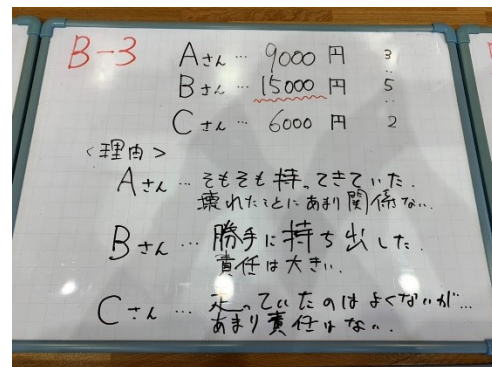 B-3
Aさん … 9000 円 3
Bさん … 15000 円 5
Cさん … 6000 円 2
<理由>
Aさん … そもそも持ってきていた.
壊れたことにあまり関係ない.
Bさん … 勝手に持ち出した.
責任は大きい.
Cさん … 走っていたのはよくないが…
あまり責任はない.